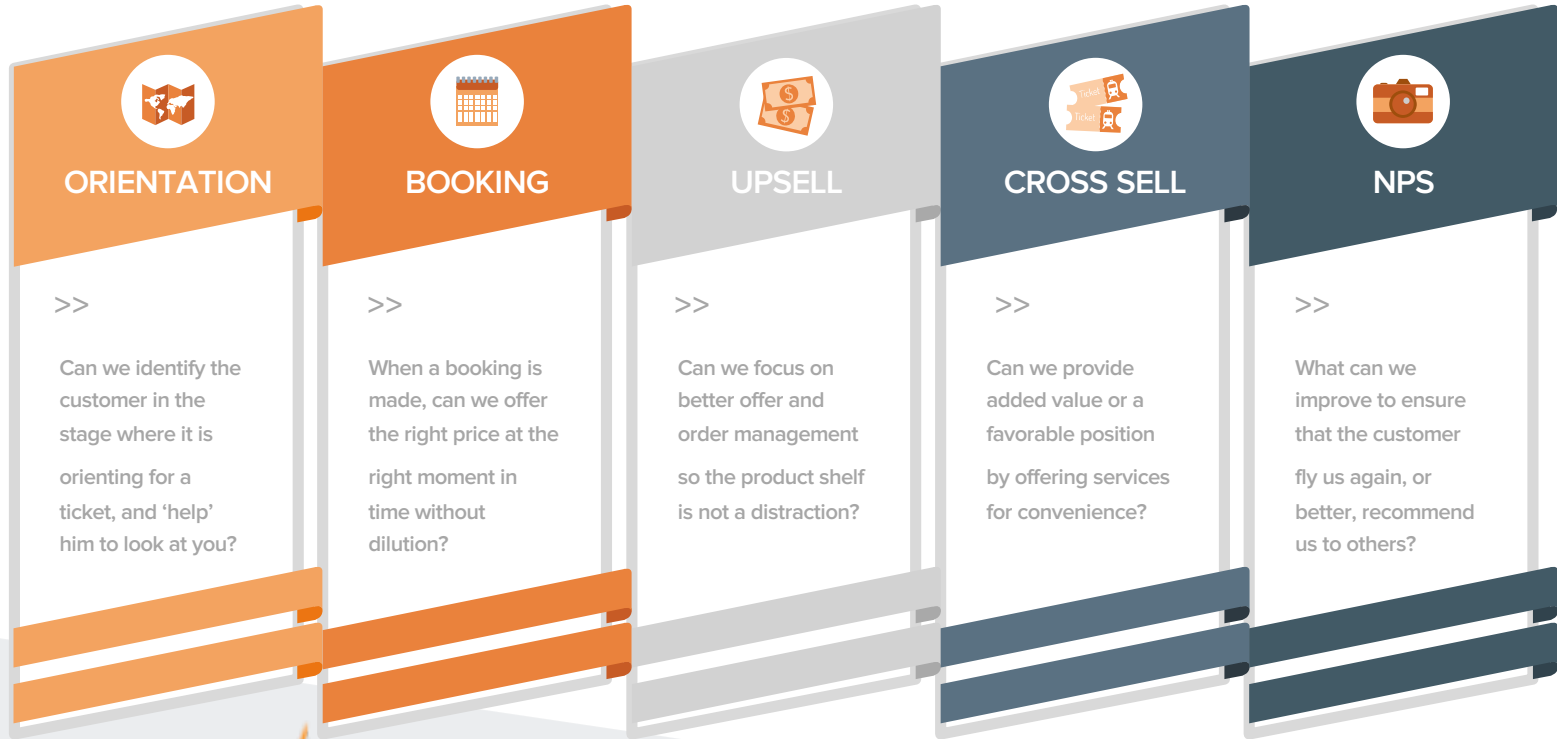 ORIENTATION
>>
Can we identify the
customer in the
stage where it is
orienting for a
ticket, and ‘help’
him to look at you?
BOOKING
>>
When a booking is
made, can we offer
the right price at the
right moment in
time without
dilution?
$
$
UPSELL
>>
Can we focus on
better offer and
order management
so the product shelf
is not a distraction?
Ticket
Ticket
CROSS SELL
>>
Can we provide
added value or a
favorable position
by offering services
for convenience?
NPS
>>
What can we
improve to ensure
that the customer
fly us again, or
better, recommend
us to others?